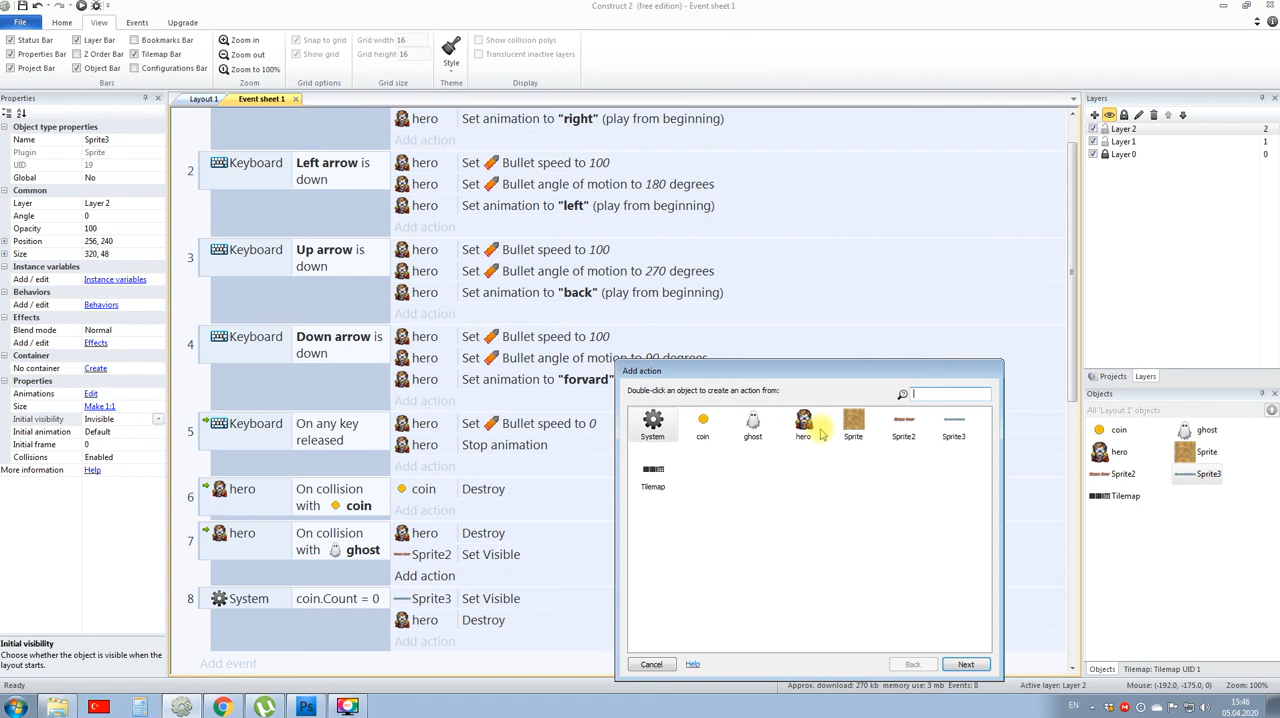 Construct 2 (free edition) - Event sheet 1
File Home View Events Upgrade
Status Bar Layer Bar Bookmarks Bar Zoom in Snap to grid Grid width 16 Show collision polys
Properties Bar Z Order Bar Tilemap Bar Zoom out Show grid Grid height 16 Translucent inactive layers
Project Bar Object Bar Configurations Bar Zoom to 100% Style
Bars Zoom Grid options Grid size Theme Display
Properties
Object type properties
Name Sprite3
Plugin Sprite
UID 19
Global No
Common
Layer Layer 2
Angle 0
Opacity 100
Position 256, 240
Size 320, 48
Instance variables
Add / edit Instance variables
Behaviors
Add / edit Behaviors
Effects
Blend mode Normal
Add / edit Effects
Container
No container Create
Properties
Animations Edit
Size Make 1:1
Initial visibility Invisible
Initial animation Default
Initial frame 0
Collisions Enabled
More information Help
Initial visibility
Choose whether the object is visible when the layout starts.
Layout 1 Event sheet 1
hero Set animation to "right" (play from beginning)
Add action
2 Keyboard Left arrow is down
hero Set Bullet speed to 100
hero Set Bullet angle of motion to 180 degrees
hero Set animation to "left" (play from beginning)
Add action
3 Keyboard Up arrow is down
hero Set Bullet speed to 100
hero Set Bullet angle of motion to 270 degrees
hero Set animation to "back" (play from beginning)
Add action
4 Keyboard Down arrow is down
hero Set Bullet speed to 100
hero Set Bullet angle of motion to 90 degrees
hero Set animation to "forvard"
Add action
5 Keyboard On any key released
hero Set Bullet speed to 0
hero Stop animation
Add action
6 hero On collision with coin
coin Destroy
Add action
7 hero On collision with ghost
hero Destroy
Sprite2 Set Visible
Add action
8 System coin.Count = 0
Sprite3 Set Visible
hero Destroy
Add action
Add event
Add action
Double-click an object to create an action from:
System coin ghost hero Sprite Sprite2 Sprite3
Tilemap
Cancel Help Back Next
Layers
Layer 2 2
Layer 1 1
Layer 0 0
Projects Layers
Objects
All 'Layer 1' objects
coin ghost
hero Sprite
Sprite2 Sprite3
Tilemap
Objects Tilemap: Tilemap UID 1
Ready Approx. download: 270 kb memory use: 3 mb Events: 8 Active layer: Layer 2 Mouse: (-192.0, -175.0, 0) Zoom: 100%
EN 15:46
05.04.2020